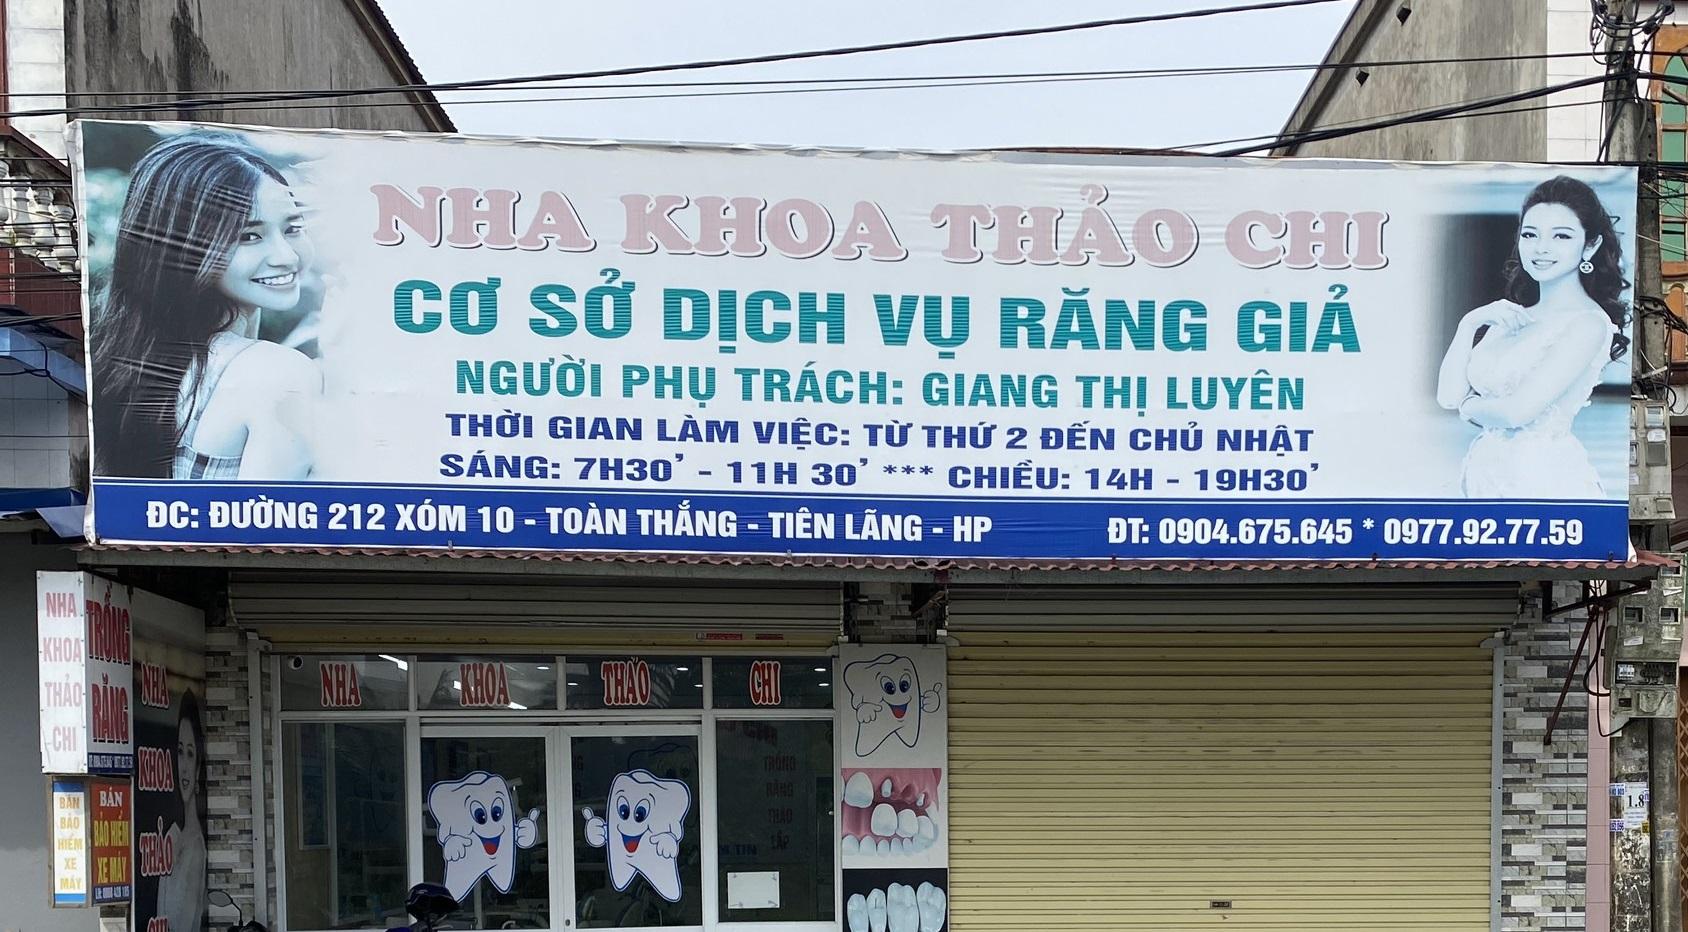 NHA KHOA THẢO CHI
CƠ SỞ DỊCH VỤ RĂNG GIẢ
NGƯỜI PHỤ TRÁCH: GIANG THỊ LUYÊN
THỜI GIAN LÀM VIỆC: TỪ THỨ 2 ĐẾN CHỦ NHẬT
SÁNG: 7H30' - 11H 30' *** CHIỀU: 14H - 19H30'
ĐC: ĐƯỜNG 212 XÓM 10 - TOÀN THẮNG - TIÊN LÃNG - HP
ĐT: 0904.675.645 * 0977.92.77.59
NHA
KHOA
THẢO
CHI
TRỒNG
RĂNG
NHA
KHOA
THẢO
CHI
NHA KHOA THẢO CHI
TRỒNG
RĂNG
THÁO
LẮP
BÁN
BẢO
HIỂM
XE
MÁY
BÁN
BẢO HIỂM
XE MÁY
1.8